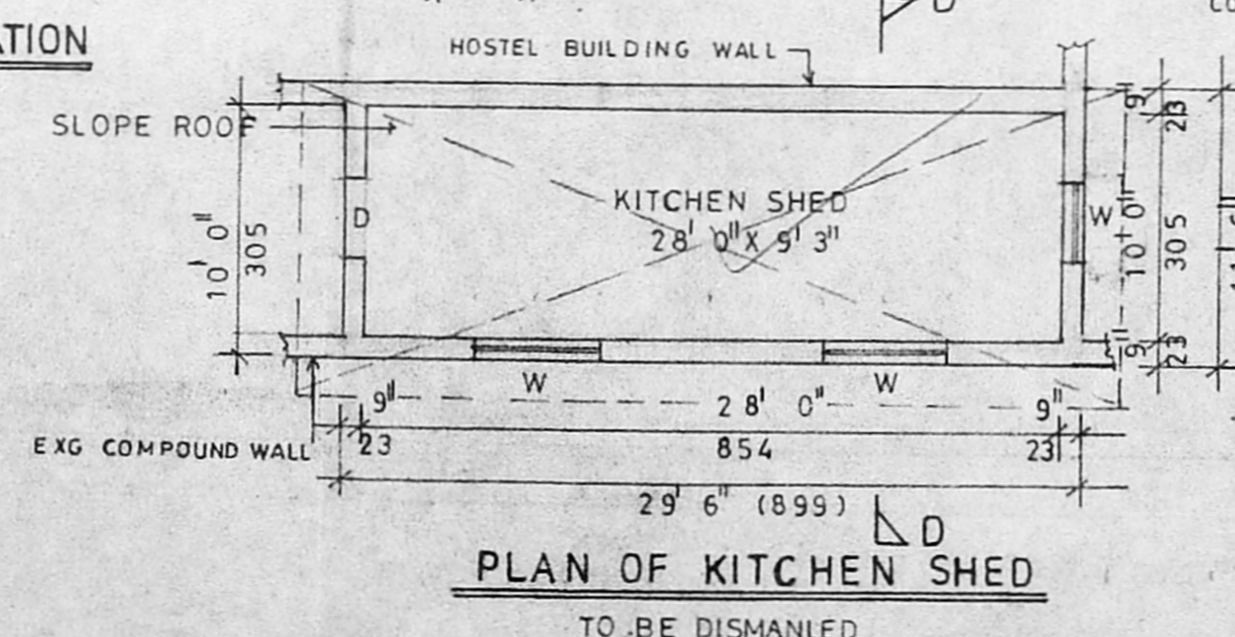 ATION
HOSTEL BUILDING WALL
SLOPE ROOF
KITCHEN SHED
28' 0" X 9' 3"
D
W
10' 0"
305
9"
23
10' 0"
305
9"
23
W
W
9"
28' 0"
9"
EXG COMPOUND WALL
23
854
23
29' 6" (899)
D
PLAN OF KITCHEN SHED
TO BE DISMANLED